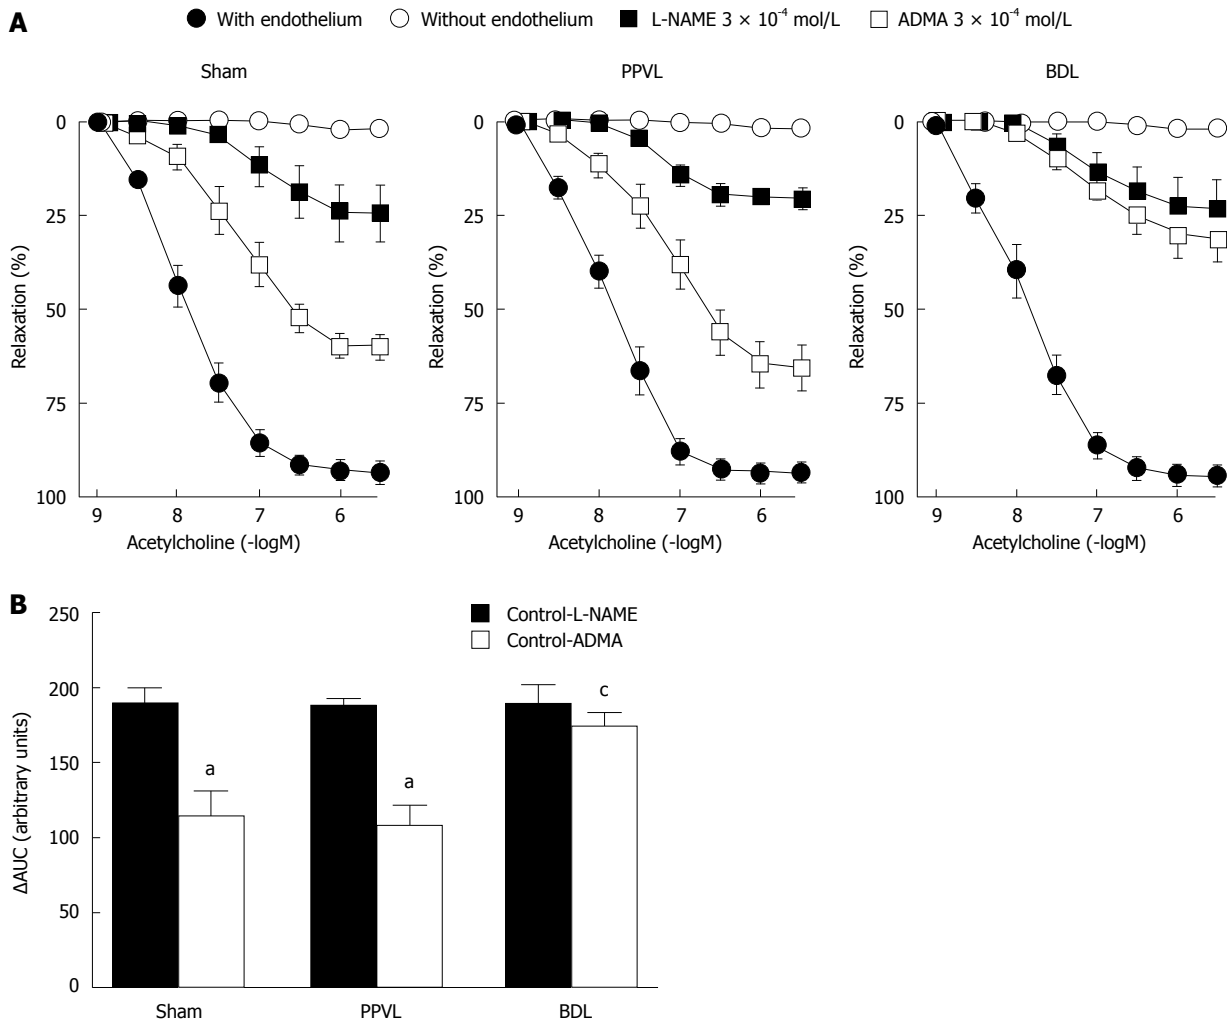 A
With endothelium Without endothelium L-NAME 3 × 10⁻⁴ mol/L ADMA 3 × 10⁻⁴ mol/L
Sham PPVL BDL
0 0 0
25 25 25
50 50 50
75 75 75
100 100 100
Relaxation (%) Relaxation (%) Relaxation (%)
9 8 7 6 9 8 7 6 9 8 7 6
Acetylcholine (-logM) Acetylcholine (-logM) Acetylcholine (-logM)
B
Control-L-NAME
Control-ADMA
250
200
150
100
50
0
ΔAUC (arbitrary units)
a a c
Sham PPVL BDL